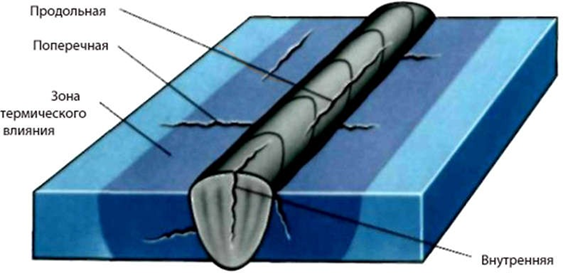 Продольная
Поперечная
Зона
термического
влияния
Внутренняя